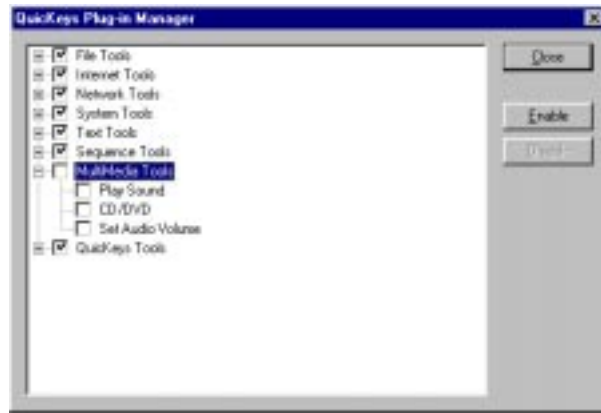 QuicKeys Plug-in Manager
File Tools
Internet Tools
Network Tools
System Tools
Text Tools
Sequence Tools
MultiMedia Tools
Play Sound
CD/DVD
Set Audio Volume
QuicKeys Tools
Close
Enable